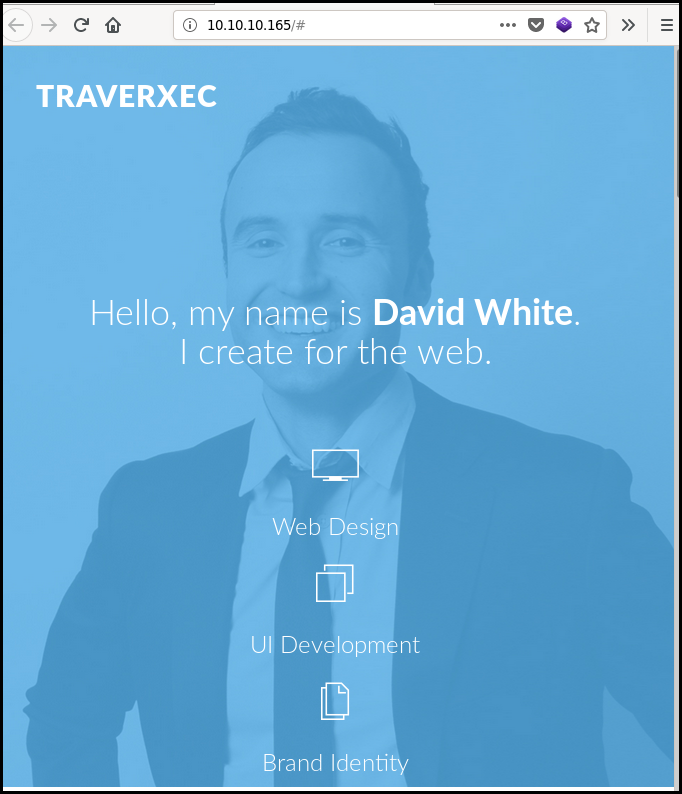 10.10.10.165/#
TRAVERXEC
Hello, my name is David White.
I create for the web.
Web Design
UI Development
Brand Identity